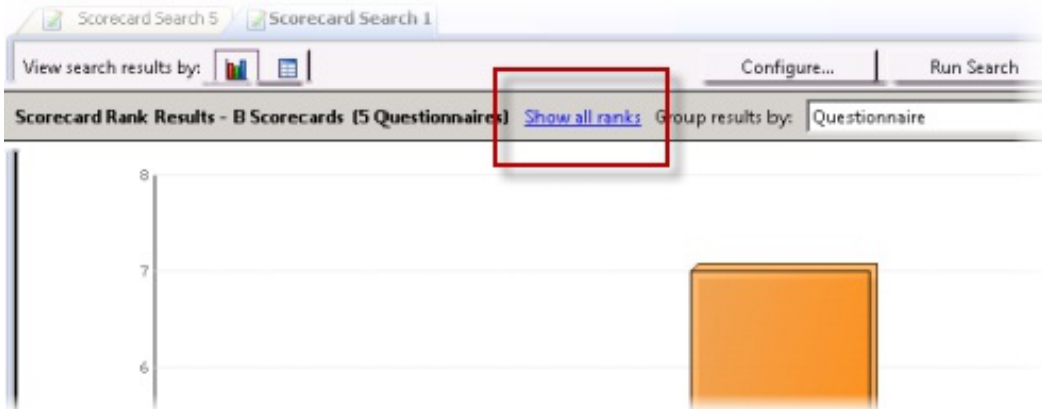 Scorecard Search 5 Scorecard Search 1
View search results by: Configure... Run Search
Scorecard Rank Results - B Scorecards (5 Questionnaires) Show all ranks Group results by: Questionnaire
8
7
6